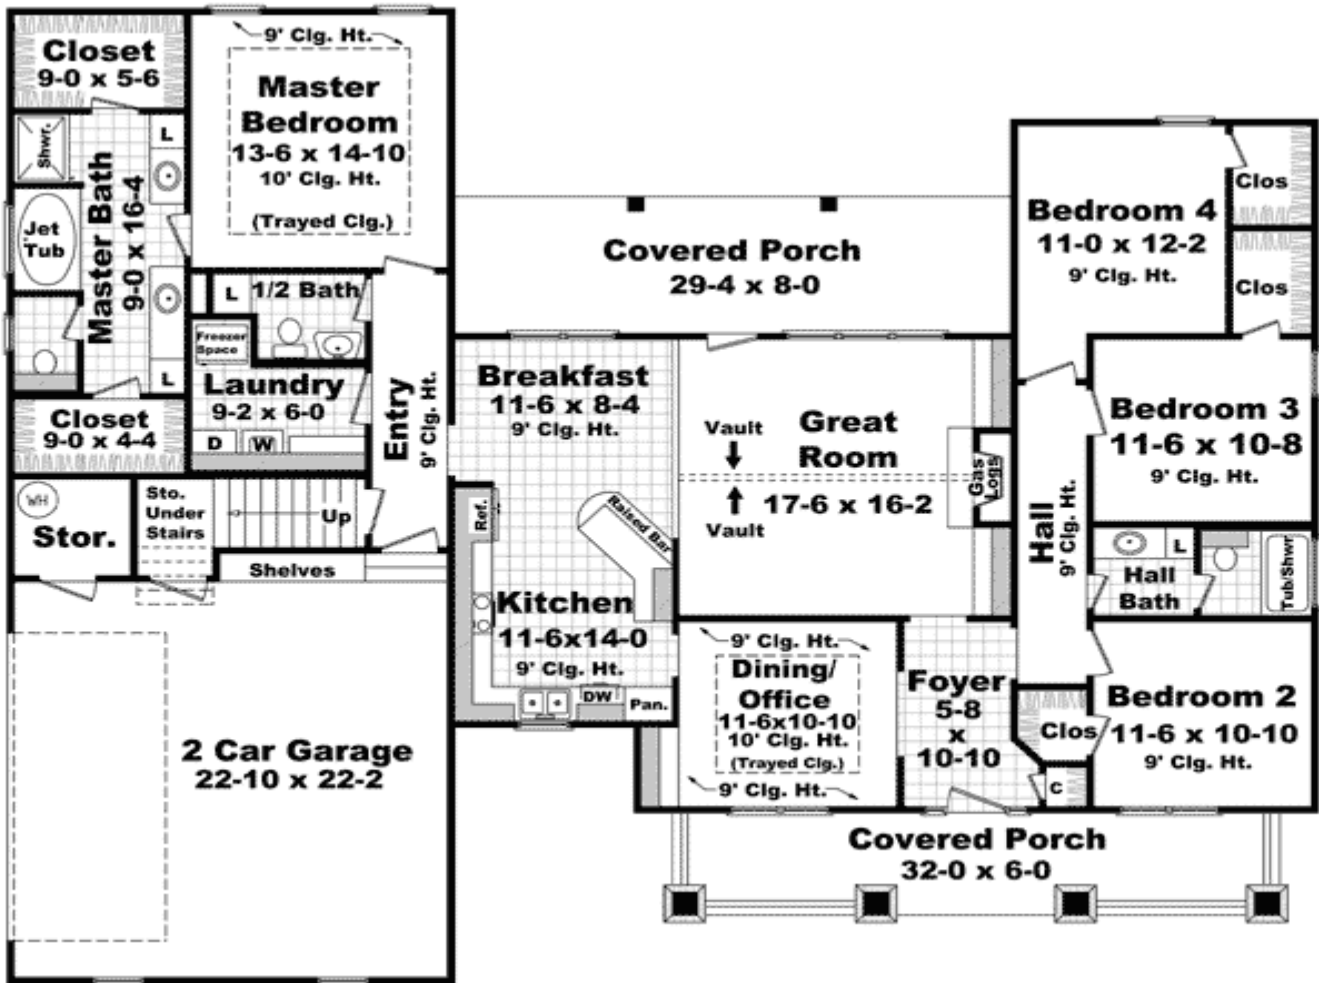 Closet
9-0 x 5-6
9' Clg. Ht.
Master
Bedroom
13-6 x 14-10
10' Clg. Ht.
(Trayed Clg.)
Shwr.
L
Master Bath
9-0 x 16-4
Jet
Tub
L
Closet
9-0 x 4-4
L
1/2 Bath
Freezer
Space
Laundry
9-2 x 6-0
D
W
Entry
9' Clg. Ht.
WH
Stor.
Sto.
Under
Stairs
Up
Shelves
2 Car Garage
22-10 x 22-2
Covered Porch
29-4 x 8-0
Breakfast
11-6 x 8-4
9' Clg. Ht.
Ref.
Raised Bar
Kitchen
11-6x14-0
9' Clg. Ht.
DW
Pan.
Vault
Vault
Great
Room
17-6 x 16-2
Gas
Logs
9' Clg. Ht.
Dining/
Office
11-6x10-10
10' Clg. Ht.
(Trayed Clg.)
9' Clg. Ht.
Foyer
5-8
x
10-10
Bedroom 4
11-0 x 12-2
9' Clg. Ht.
Clos
Clos
Bedroom 3
11-6 x 10-8
9' Clg. Ht.
Hall
9' Clg. Ht.
L
Hall
Bath
Tub/Shwr
Bedroom 2
11-6 x 10-10
9' Clg. Ht.
Clos
C
Covered Porch
32-0 x 6-0